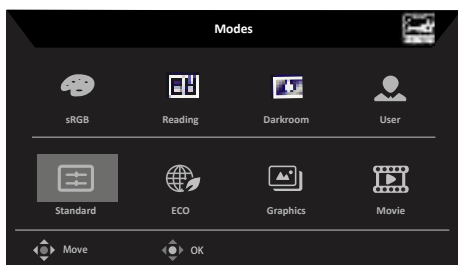 Modes
sRGB Reading Darkroom User
Standard ECO Graphics Movie
Move OK